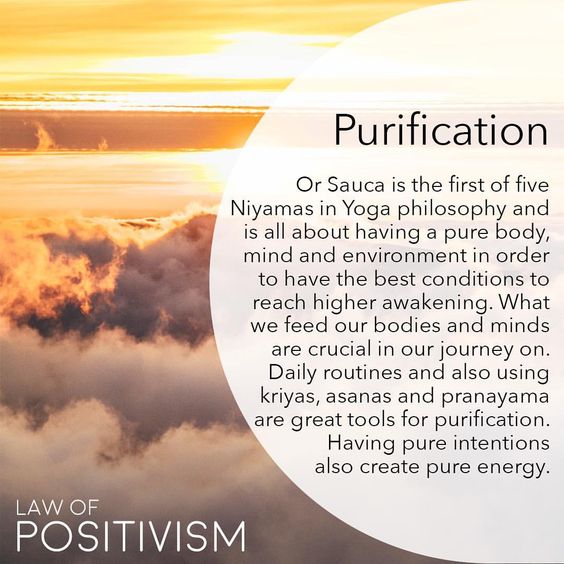 Purification
Or Sauca is the first of five
Niyamas in Yoga philosophy and
is all about having a pure body,
mind and environment in order
to have the best conditions to
reach higher awakening. What
we feed our bodies and minds
are crucial in our journey on.
Daily routines and also using
kriyas, asanas and pranayama
are great tools for purification.
Having pure intentions
also create pure energy.
LAW OF
POSITIVISM